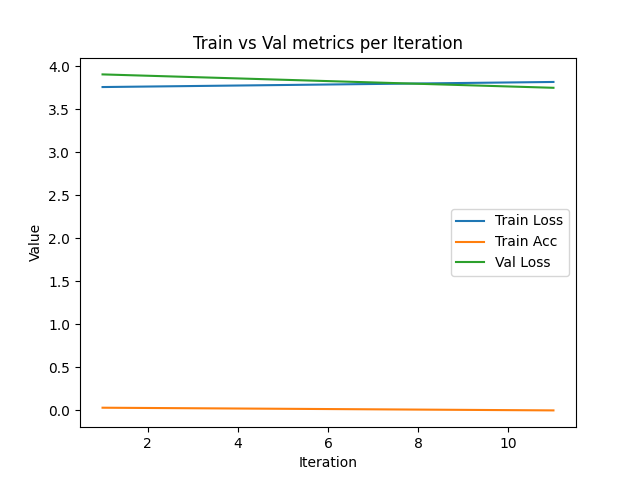 Train vs Val metrics per Iteration
Value
4.0
3.5
3.0
2.5
2.0
1.5
1.0
0.5
0.0
Train Loss
Train Acc
Val Loss
2 4 6 8 10
Iteration